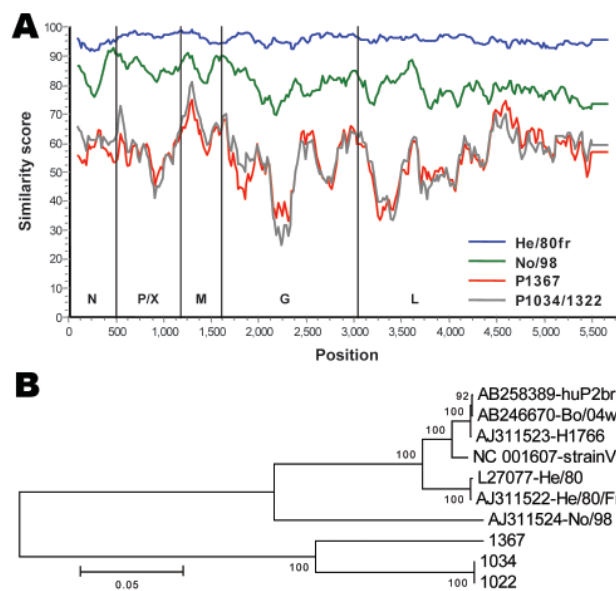 A
Similarity score
100
90
80
70
60
50
40
30
20
10
0
N
P/X
M
G
L
He/80fr
No/98
P1367
P1034/1322
0
500
1,000
1,500
2,000
2,500
3,000
3,500
4,000
4,500
5,000
5,500
Position
B
92
AB258389-huP2br
100
AB246670-Bo/04w
AJ311523-H1766
100
NC 001607-strainV
L27077-He/80
100
AJ311522-He/80/Fr
AJ311524-No/98
1367
100
1034
100
1022
0.05